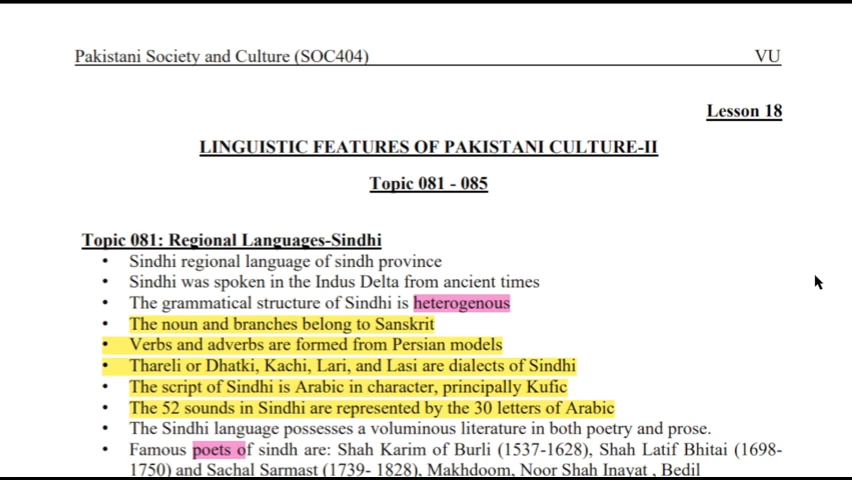 Pakistani Society and Culture (SOC404) VU
Lesson 18
LINGUISTIC FEATURES OF PAKISTANI CULTURE-II
Topic 081 - 085
Topic 081: Regional Languages-Sindhi
• Sindhi regional language of sindh province
• Sindhi was spoken in the Indus Delta from ancient times
• The grammatical structure of Sindhi is heterogenous
• The noun and branches belong to Sanskrit
• Verbs and adverbs are formed from Persian models
• Thareli or Dhatki, Kachi, Lari, and Lasi are dialects of Sindhi
• The script of Sindhi is Arabic in character, principally Kufic
• The 52 sounds in Sindhi are represented by the 30 letters of Arabic
• The Sindhi language possesses a voluminous literature in both poetry and prose.
• Famous poets of sindh are: Shah Karim of Burli (1537-1628), Shah Latif Bhitai (1698-
1750) and Sachal Sarmast (1739- 1828), Makhdoom, Noor Shah Inayat , Bedil